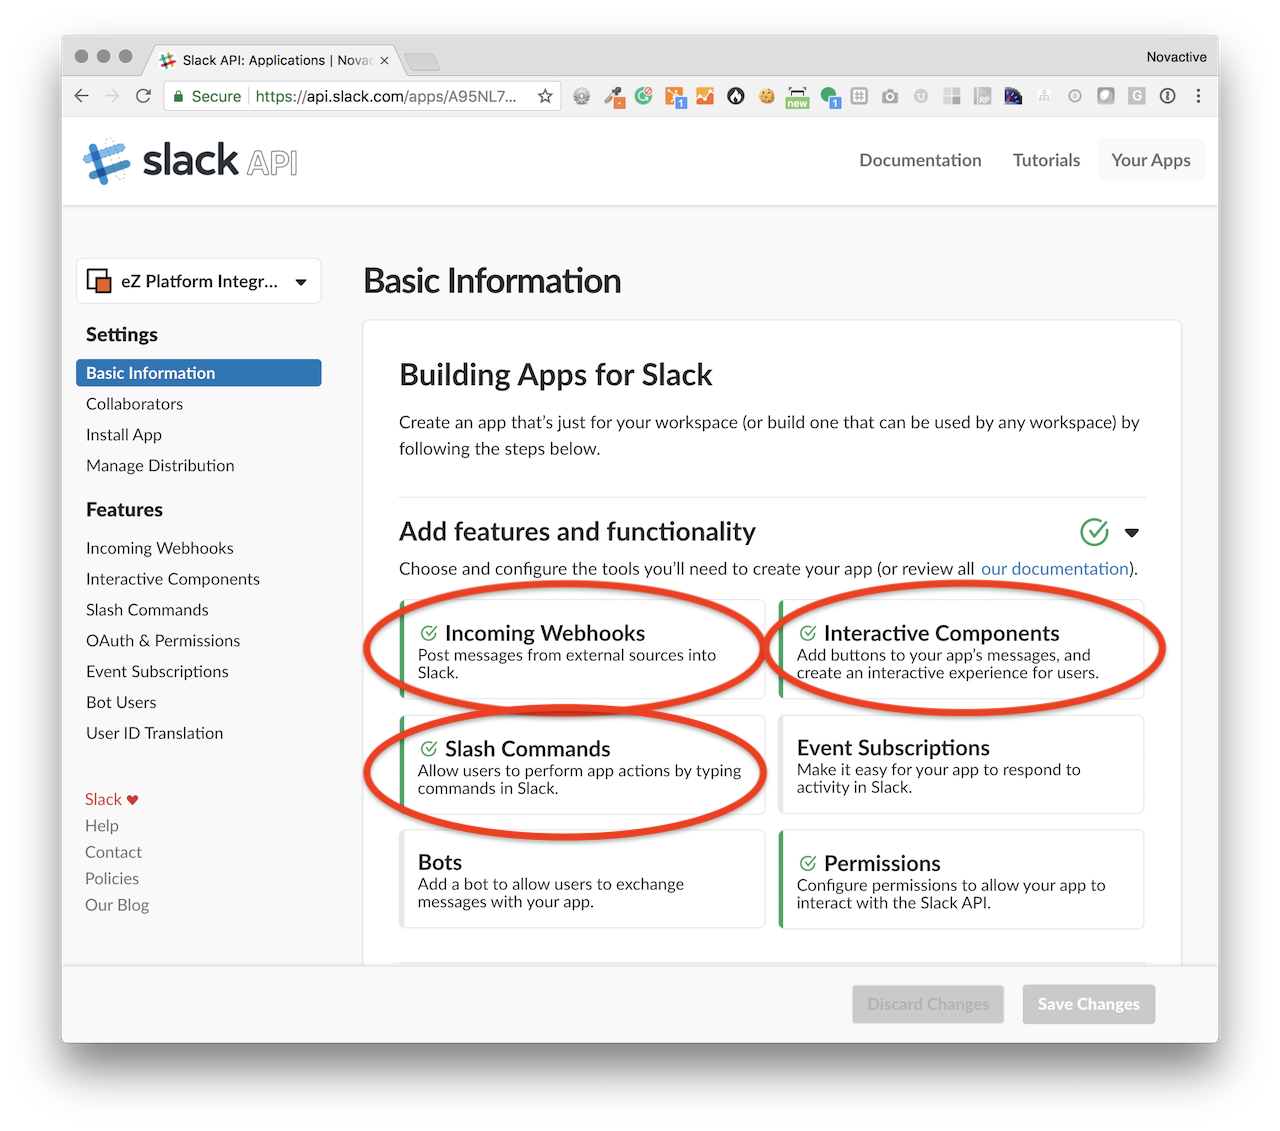 Slack API: Applications | Nova
Novactive
Secure https://api.slack.com/apps/A95NL7...
1
new
1
RP
G
slack API
Documentation
Tutorials
Your Apps
eZ Platform Integr...
Settings
Basic Information
Collaborators
Install App
Manage Distribution
Features
Incoming Webhooks
Interactive Components
Slash Commands
OAuth & Permissions
Event Subscriptions
Bot Users
User ID Translation
Slack
Help
Contact
Policies
Our Blog
Basic Information
Building Apps for Slack
Create an app that's just for your workspace (or build one that can be used by any workspace) by
following the steps below.
Add features and functionality
Choose and configure the tools you'll need to create your app (or review all our documentation).
Incoming Webhooks
Post messages from external sources into
Slack.
Interactive Components
Add buttons to your app's messages, and
create an interactive experience for users.
Slash Commands
Allow users to perform app actions by typing
commands in Slack.
Event Subscriptions
Make it easy for your app to respond to
activity in Slack.
Bots
Add a bot to allow users to exchange
messages with your app.
Permissions
Configure permissions to allow your app to
interact with the Slack API.
Discard Changes
Save Changes